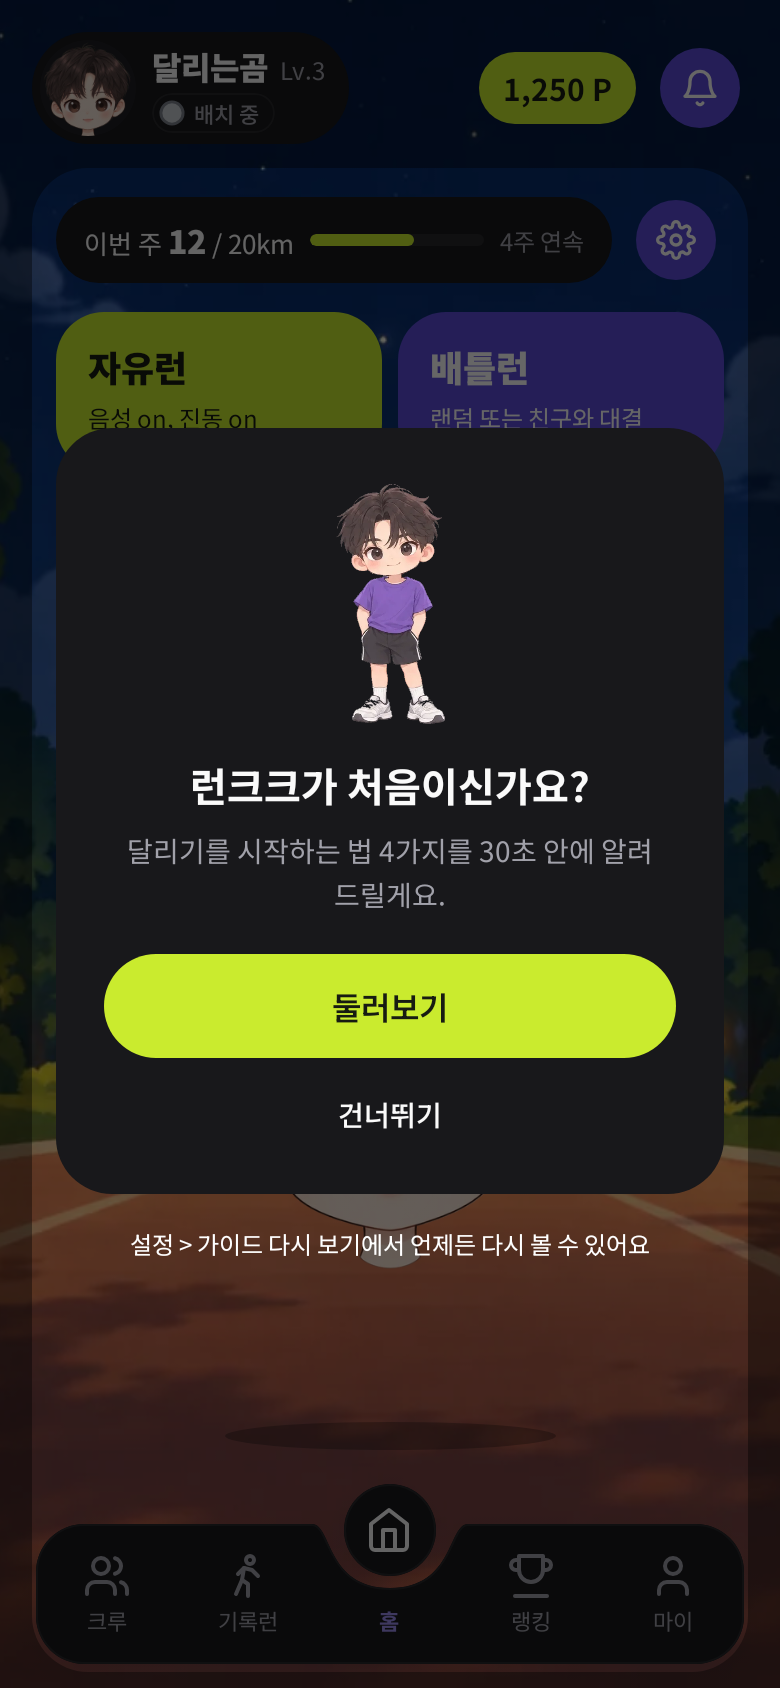 달리는곰 Lv.3
배치 중
1,250 P
이번 주 12 / 20km
4주 연속
자유런
음성 on, 진동 on
배틀런
랜덤 또는 친구와 대결
런크크가 처음이신가요?
달리기를 시작하는 법 4가지를 30초 안에 알려
드릴게요.
둘러보기
건너뛰기
설정 > 가이드 다시 보기에서 언제든 다시 볼 수 있어요
크루
기록런
홈
랭킹
마이